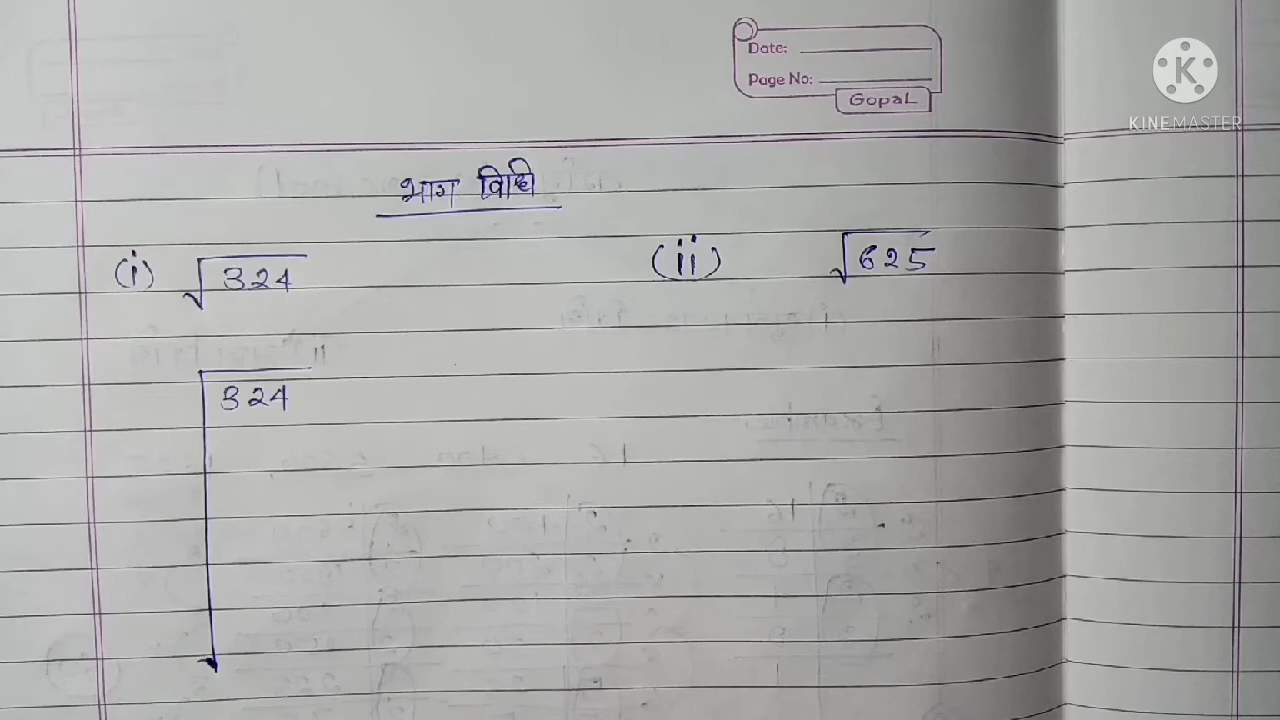 Date:
Page No:
Gopal
KINEMASTER
भाग विधि
(i) √324
(ii) √625
324